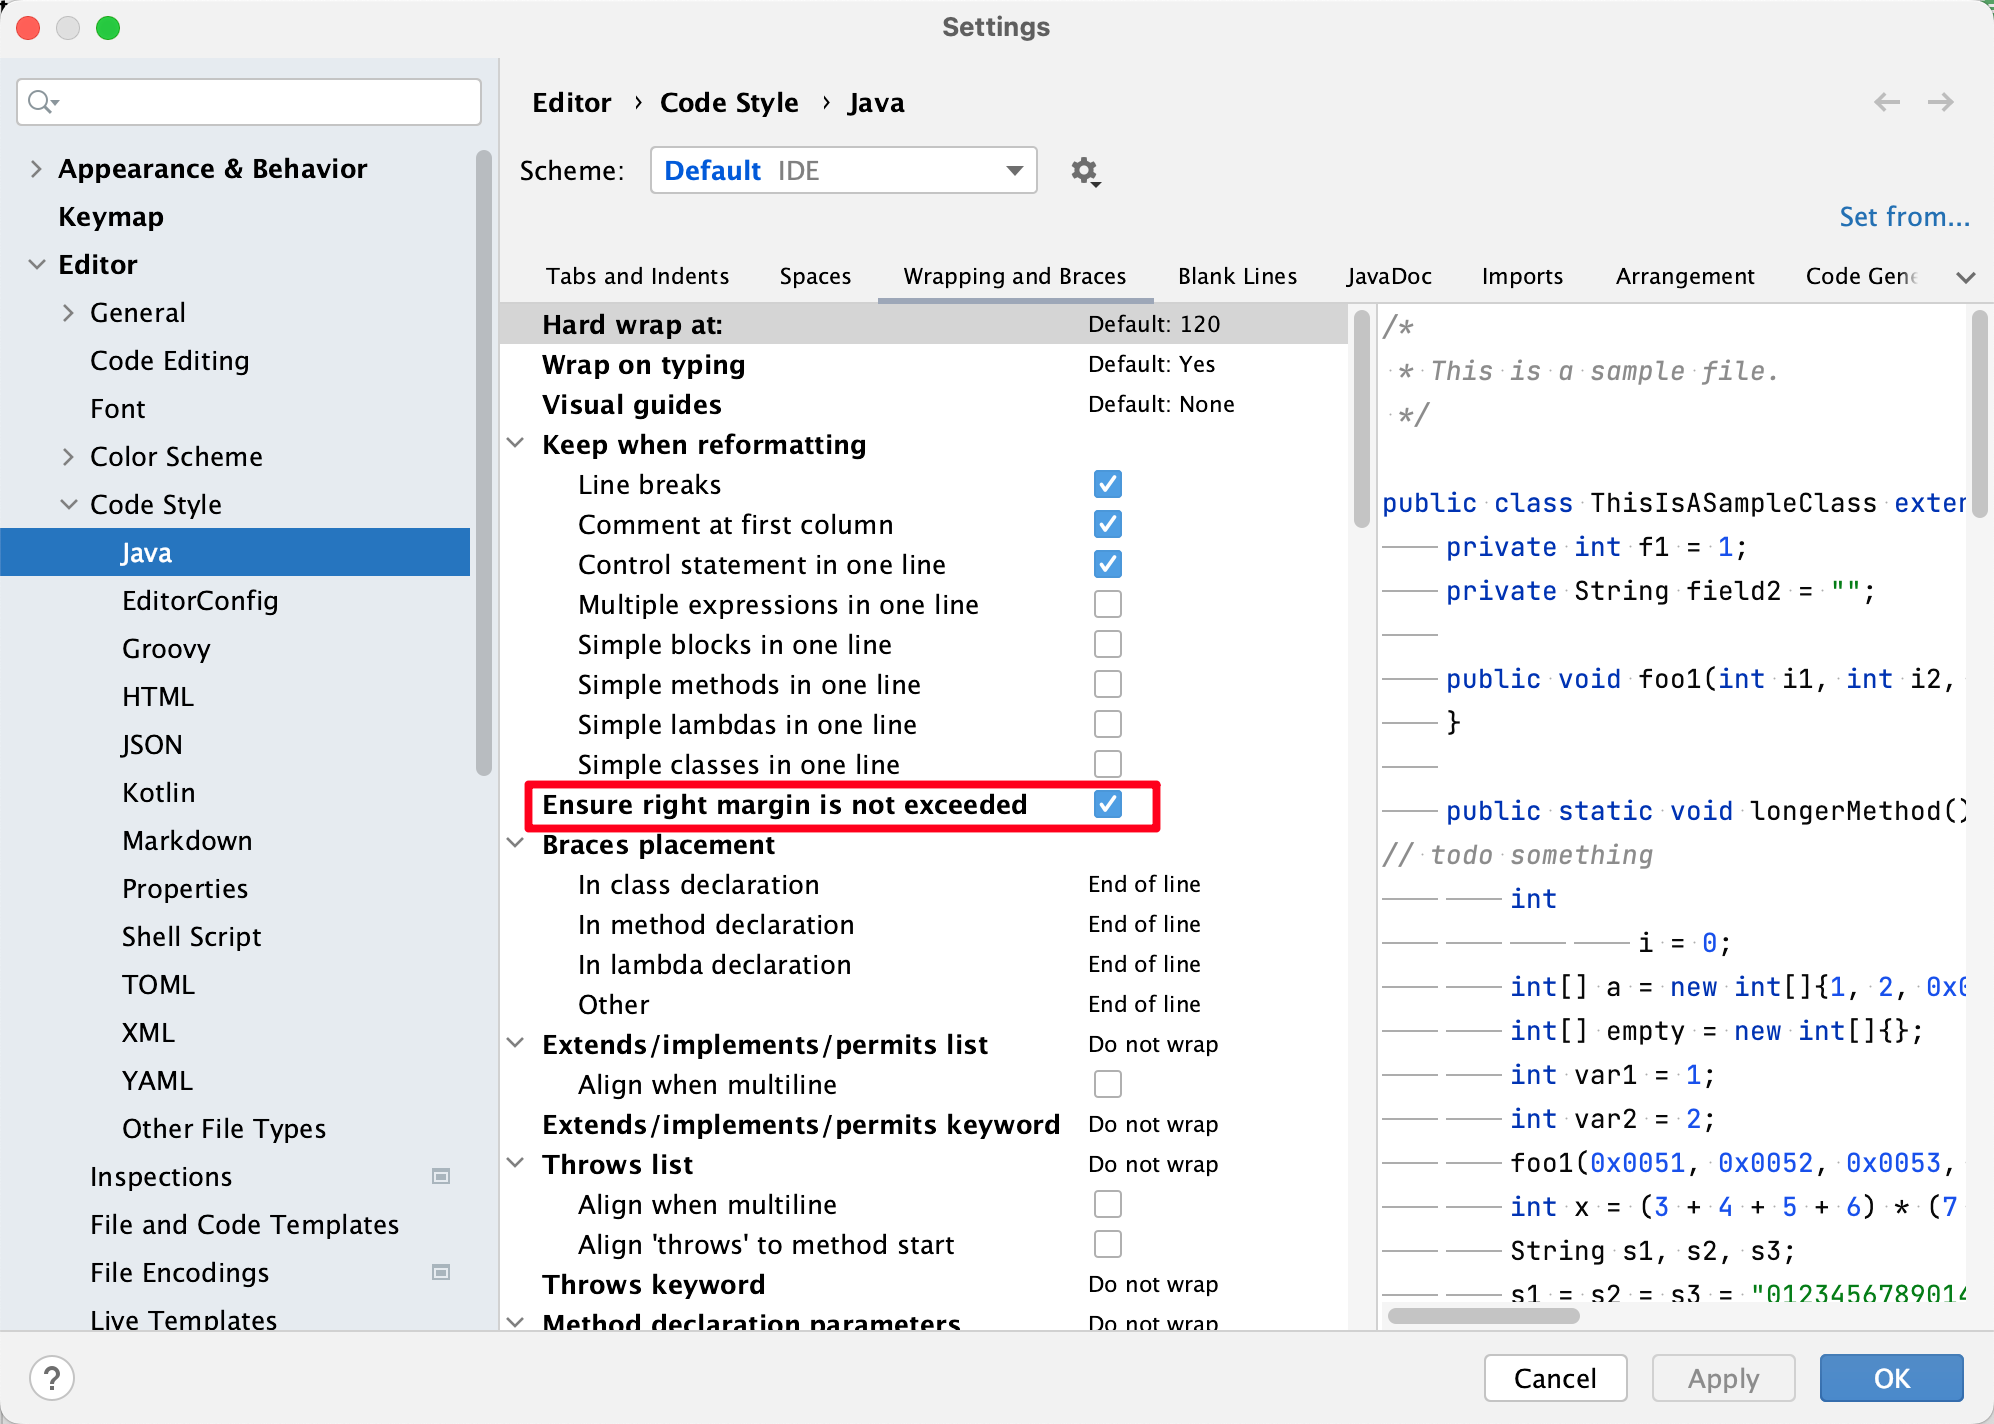 Settings
Appearance & Behavior
Keymap
Editor
General
Code Editing
Font
Color Scheme
Code Style
Java
EditorConfig
Groovy
HTML
JSON
Kotlin
Markdown
Properties
Shell Script
TOML
XML
YAML
Other File Types
Inspections
File and Code Templates
File Encodings
Live Templates
Editor › Code Style › Java
Scheme: Default IDE
Set from...
Tabs and Indents Spaces Wrapping and Braces Blank Lines JavaDoc Imports Arrangement Code Gene
Hard wrap at: Default: 120
Wrap on typing Default: Yes
Visual guides Default: None
Keep when reformatting
Line breaks
Comment at first column
Control statement in one line
Multiple expressions in one line
Simple blocks in one line
Simple methods in one line
Simple lambdas in one line
Simple classes in one line
Ensure right margin is not exceeded
Braces placement
In class declaration End of line
In method declaration End of line
In lambda declaration End of line
Other End of line
Extends/implements/permits list Do not wrap
Align when multiline
Extends/implements/permits keyword Do not wrap
Throws list Do not wrap
Align when multiline
Align 'throws' to method start
Throws keyword Do not wrap
Method declaration parameters Do not wrap
/*
* This is a sample file.
*/
public class ThisIsASampleClass exten
private int f1 = 1;
private String field2 = "";
public void foo1(int i1, int i2,
}
public static void longerMethod()
// todo something
int
i = 0;
int[] a = new int[]{1, 2, 0x0
int[] empty = new int[]{};
int var1 = 1;
int var2 = 2;
foo1(0x0051, 0x0052, 0x0053,
int x = (3 + 4 + 5 + 6) * (7
String s1, s2, s3;
s1 = s2 = s3 = "0123456789014
? Cancel Apply OK